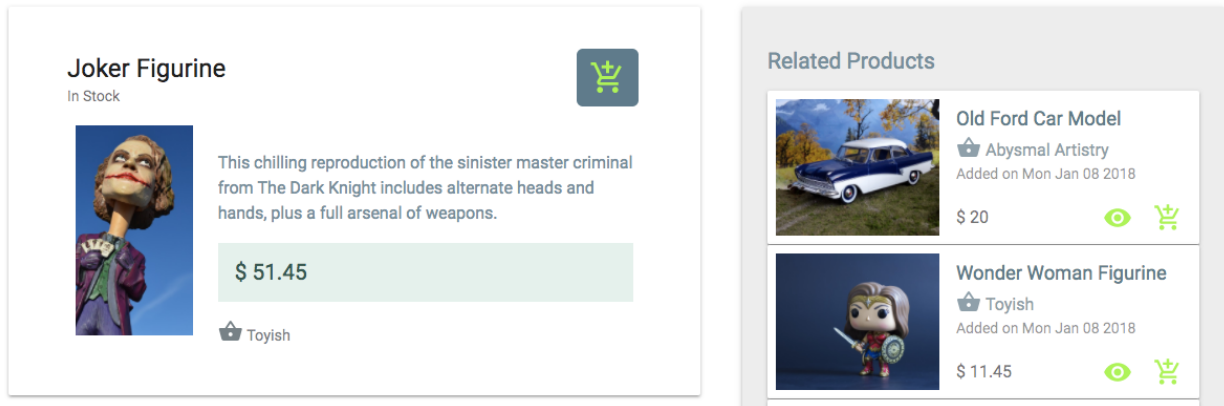 Joker Figurine
In Stock
This chilling reproduction of the sinister master criminal
from The Dark Knight includes alternate heads and
hands, plus a full arsenal of weapons.
$ 51.45
Toyish
Related Products
Old Ford Car Model
Abysmal Artistry
Added on Mon Jan 08 2018
$ 20
Wonder Woman Figurine
Toyish
Added on Mon Jan 08 2018
$ 11.45